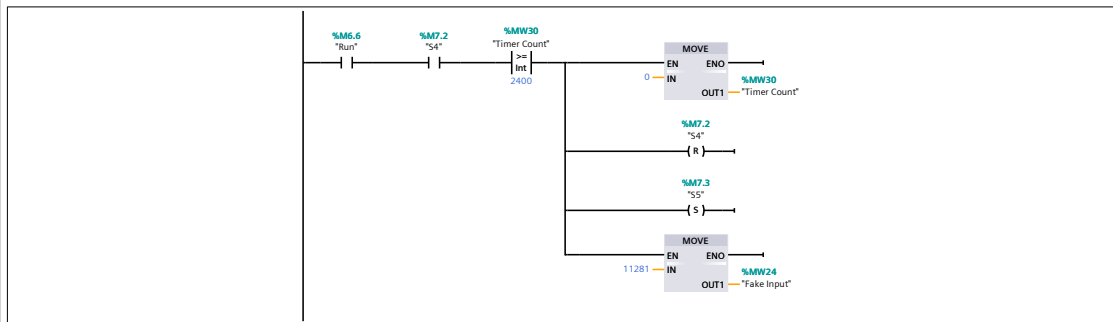 %M6.6
"Run"
%M7.2
"S4"
%MW30
"Timer Count"
>=
Int
2400
MOVE
EN
ENO
0
IN
%MW30
OUT1
"Timer Count"
%M7.2
"S4"
R
%M7.3
"S5"
S
MOVE
EN
ENO
11281
IN
%MW24
OUT1
"Fake Input"